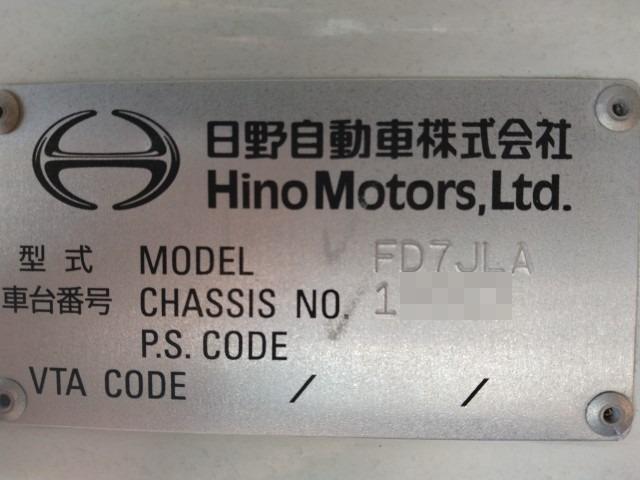 日野自動車株式会社
Hino Motors, Ltd.
型式 MODEL FD7JLA
車台番号 CHASSIS NO. 1
P.S. CODE
VTA CODE / /